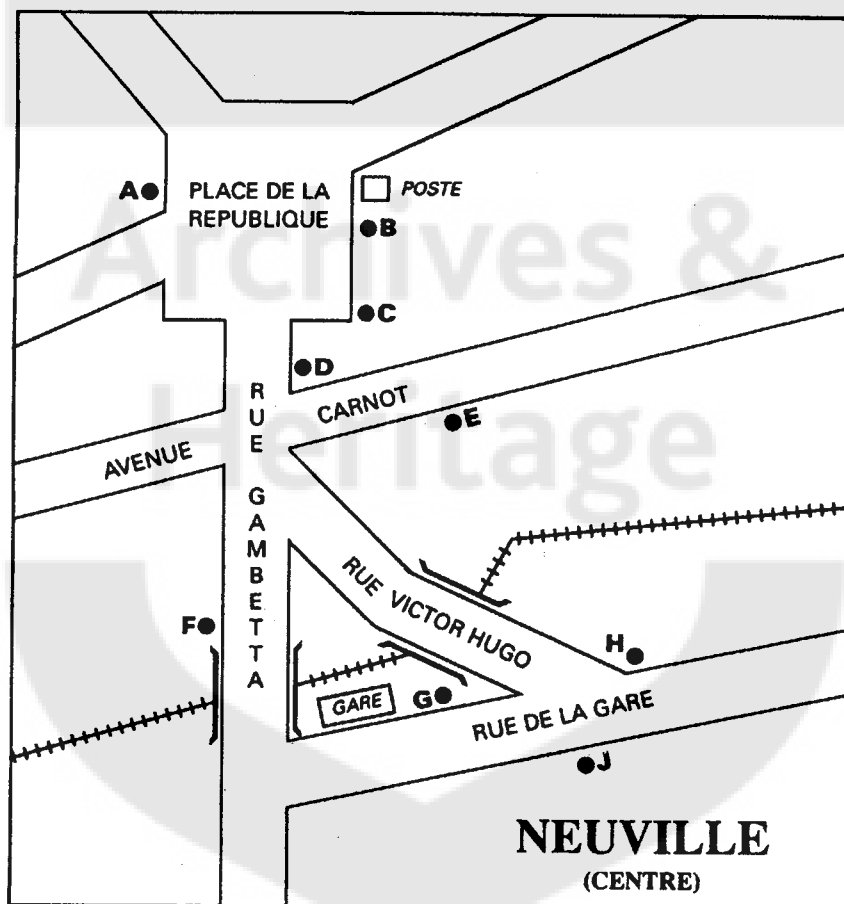 A
PLACE DE LA
REPUBLIQUE
POSTE
B
C
D
E
AVENUE CARNOT
RUE GAMBETTA
RUE VICTOR HUGO
F
H
GARE
G
RUE DE LA GARE
J
NEUVILLE
(CENTRE)
Archives &
Heritage